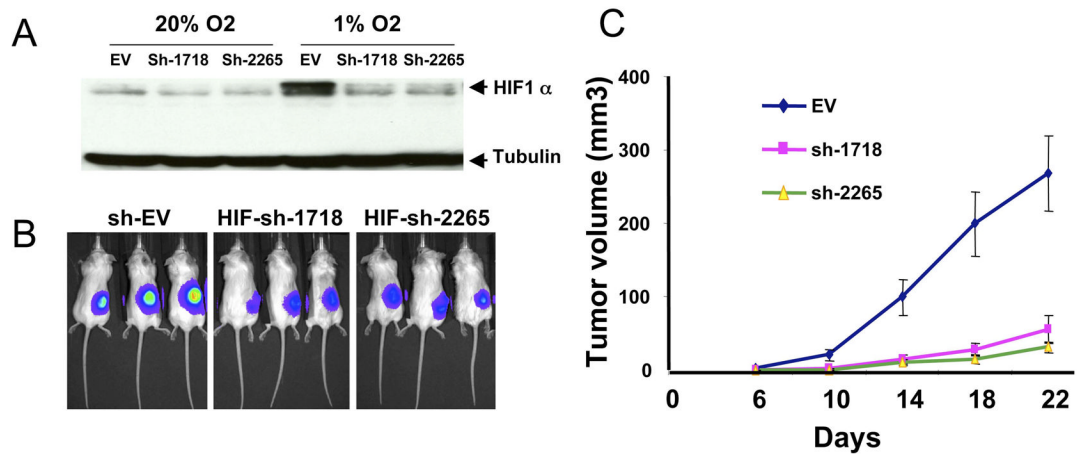 A
20% O2 1% O2
EV Sh-1718 Sh-2265 EV Sh-1718 Sh-2265
HIF1 α
Tubulin
B
sh-EV HIF-sh-1718 HIF-sh-2265
C
Tumor volume (mm3)
400
300
200
100
0
EV
sh-1718
sh-2265
0 6 10 14 18 22
Days